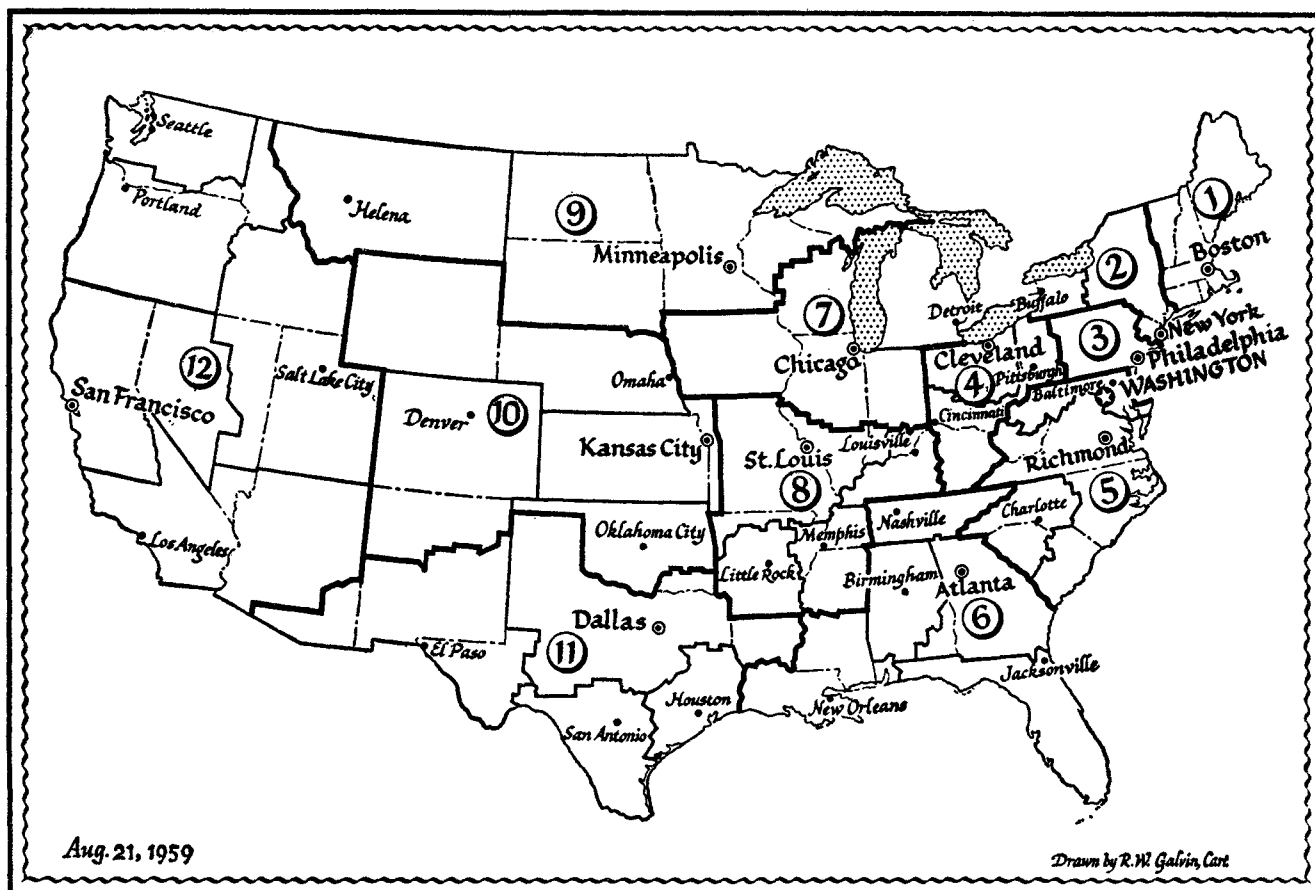 Seattle
Portland
Helena
9
Minneapolis
1
Boston
2
Detroit
Buffalo
7
Chicago
Cleveland
4
Pittsburgh
3
New York
Philadelphia
WASHINGTON
Baltimore
Cincinnati
12
Salt Lake City
San Francisco
Omaha
Denver
10
Kansas City
St. Louis
8
Louisville
Richmond
5
Los Angeles
Oklahoma City
Little Rock
Memphis
Nashville
Charlotte
Birmingham
Atlanta
6
Dallas
11
El Paso
Houston
San Antonio
New Orleans
Jacksonville
Aug. 21, 1959
Drawn by R.W. Galvin, Cart